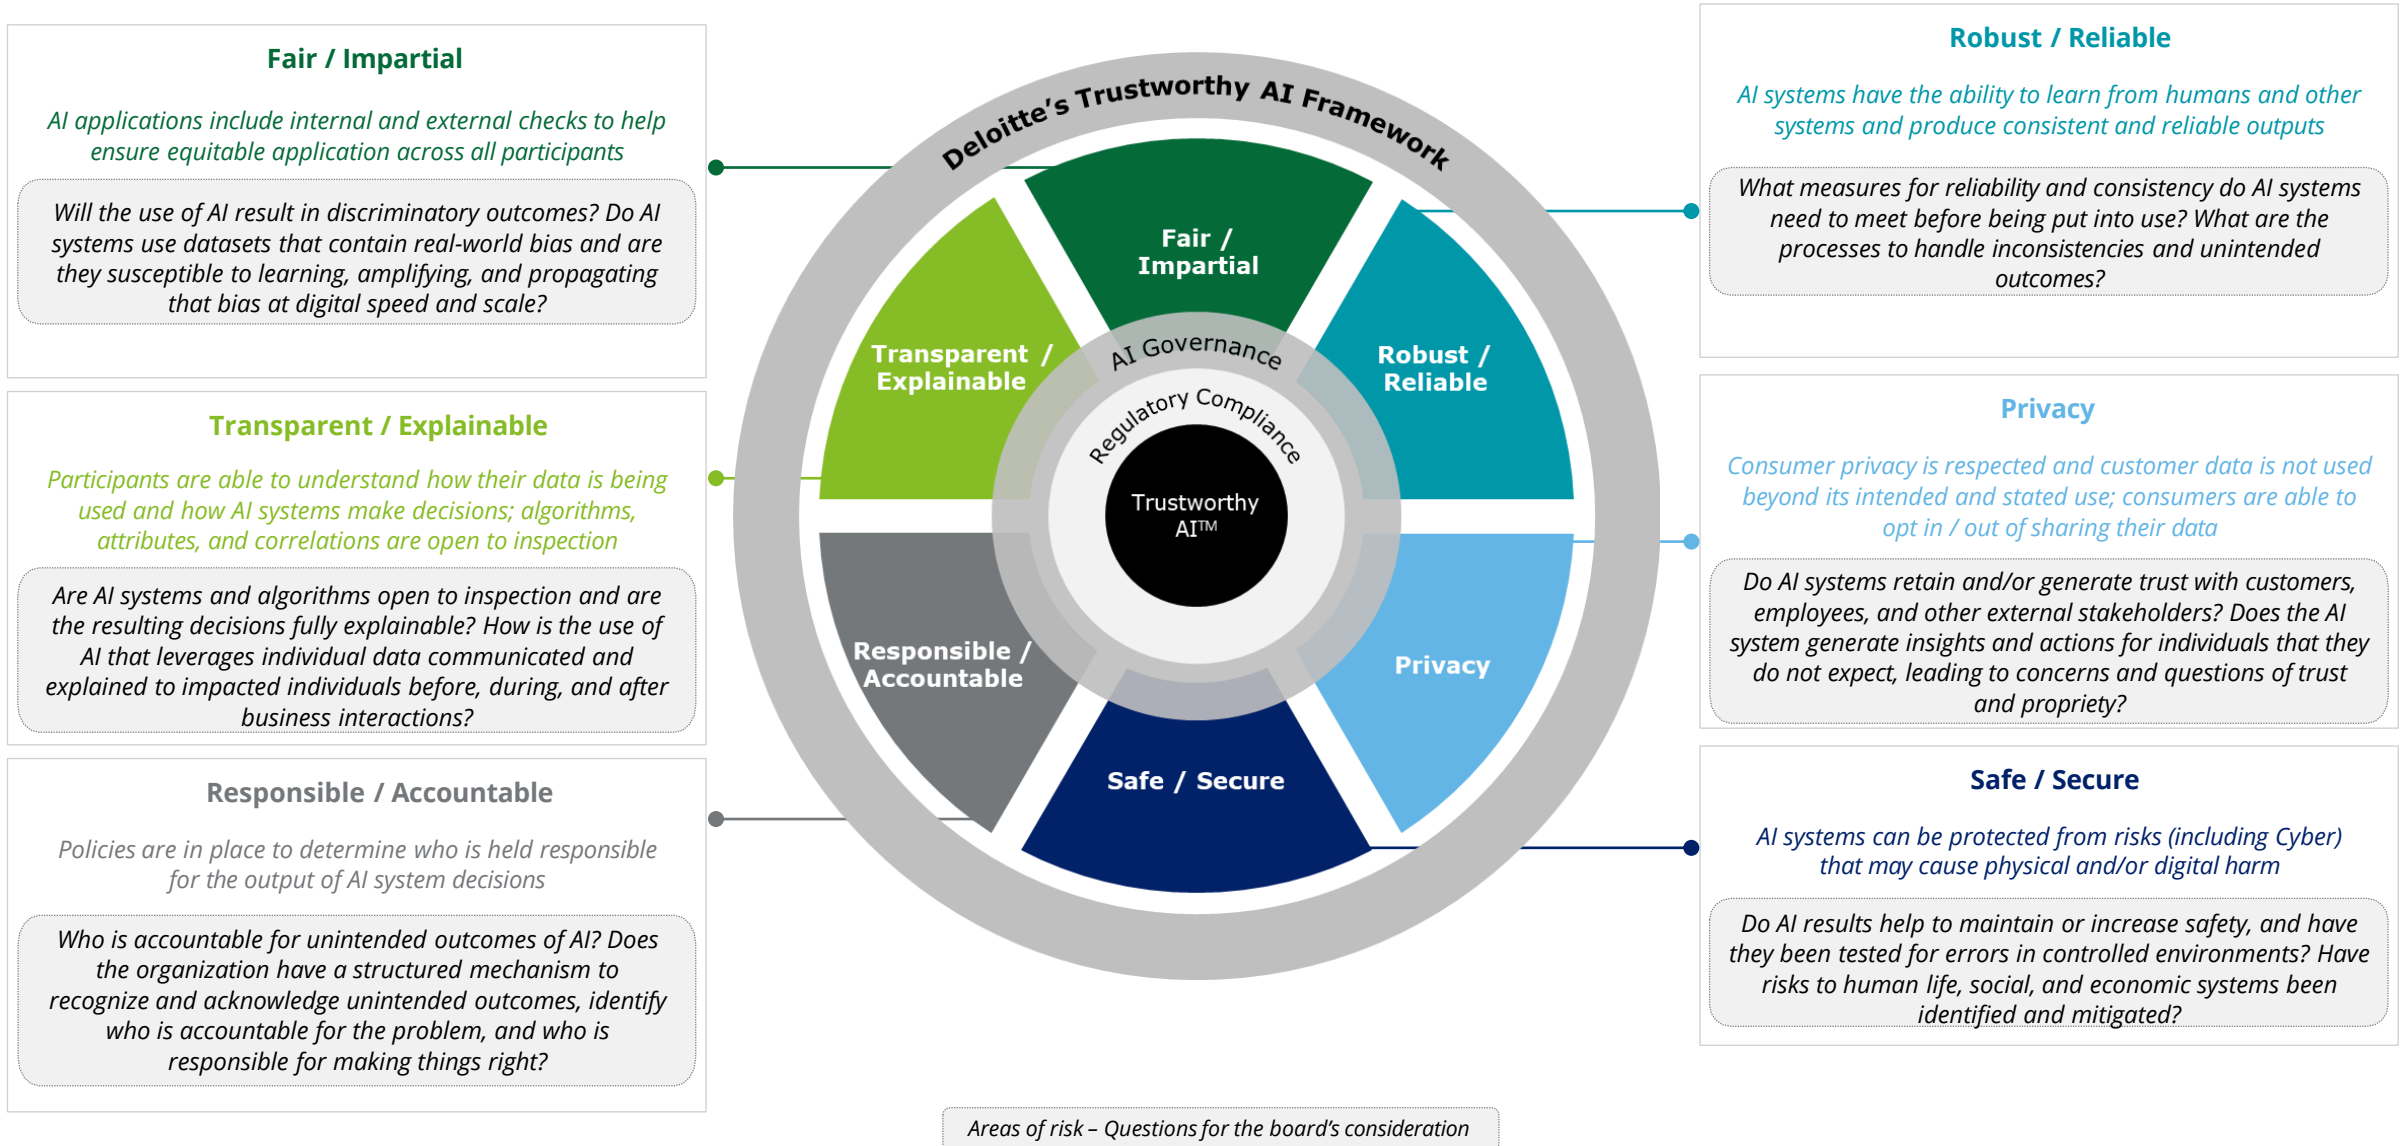 Fair / Impartial
AI applications include internal and external checks to help
ensure equitable application across all participants
Will the use of AI result in discriminatory outcomes? Do AI
systems use datasets that contain real-world bias and are
they susceptible to learning, amplifying, and propagating
that bias at digital speed and scale?
Transparent / Explainable
Participants are able to understand how their data is being
used and how AI systems make decisions; algorithms,
attributes, and correlations are open to inspection
Are AI systems and algorithms open to inspection and are
the resulting decisions fully explainable? How is the use of
AI that leverages individual data communicated and
explained to impacted individuals before, during, and after
business interactions?
Responsible / Accountable
Policies are in place to determine who is held responsible
for the output of AI system decisions
Who is accountable for unintended outcomes of AI? Does
the organization have a structured mechanism to
recognize and acknowledge unintended outcomes, identify
who is accountable for the problem, and who is
responsible for making things right?
Deloitte’s Trustworthy AI Framework
Fair /
Impartial
Transparent /
Explainable
Robust /
Reliable
AI Governance
Regulatory Compliance
Trustworthy
AI™
Responsible /
Accountable
Privacy
Safe / Secure
Robust / Reliable
AI systems have the ability to learn from humans and other
systems and produce consistent and reliable outputs
What measures for reliability and consistency do AI systems
need to meet before being put into use? What are the
processes to handle inconsistencies and unintended
outcomes?
Privacy
Consumer privacy is respected and customer data is not used
beyond its intended and stated use; consumers are able to
opt in / out of sharing their data
Do AI systems retain and/or generate trust with customers,
employees, and other external stakeholders? Does the AI
system generate insights and actions for individuals that they
do not expect, leading to concerns and questions of trust
and propriety?
Safe / Secure
AI systems can be protected from risks (including Cyber)
that may cause physical and/or digital harm
Do AI results help to maintain or increase safety, and have
they been tested for errors in controlled environments? Have
risks to human life, social, and economic systems been
identified and mitigated?
Areas of risk – Questions for the board’s consideration